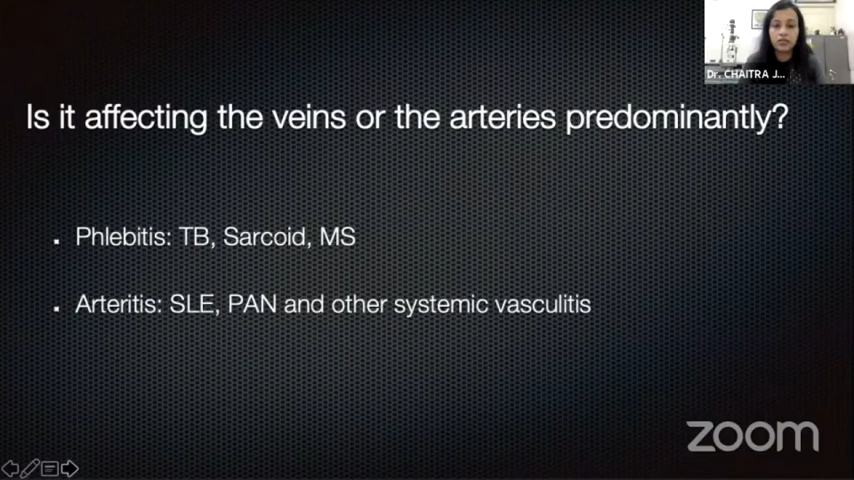 Dr. CHAITRA J...
Is it affecting the veins or the arteries predominantly?
Phlebitis: TB, Sarcoid, MS
Arteritis: SLE, PAN and other systemic vasculitis
zoom